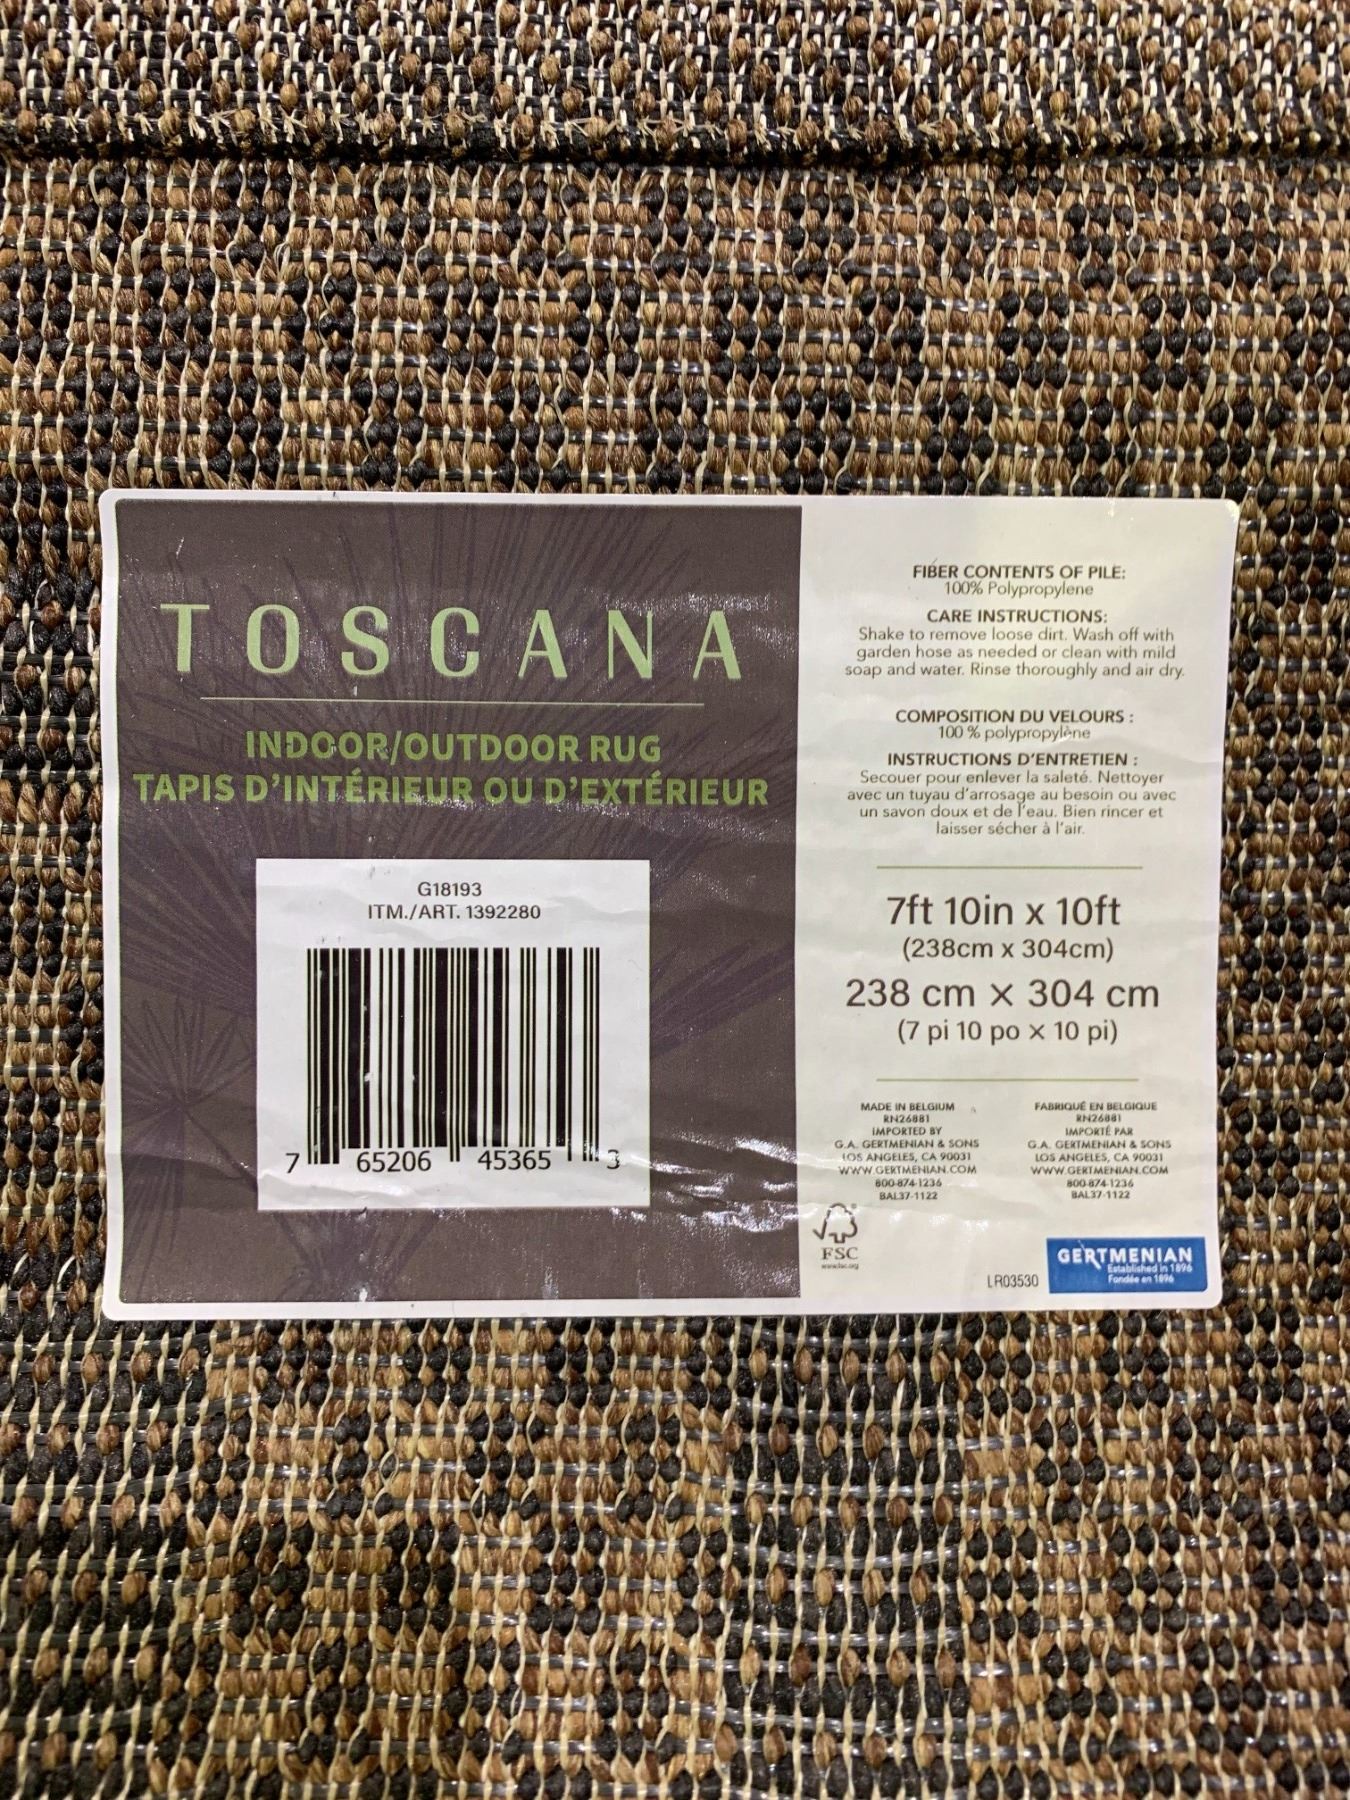 TOSCANA
INDOOR/OUTDOOR RUG
TAPIS D'INTÉRIEUR OU D'EXTÉRIEUR
G18193
ITM./ART. 1392280
7 65206 45365 3
FIBER CONTENTS OF PILE:
100% Polypropylene
CARE INSTRUCTIONS:
Shake to remove loose dirt. Wash off with
garden hose as needed or clean with mild
soap and water. Rinse thoroughly and air dry.
COMPOSITION DU VELOURS :
100 % polypropylène
INSTRUCTIONS D'ENTRETIEN :
Secouer pour enlever la saleté. Nettoyer
avec un tuyau d'arrosage au besoin ou avec
un savon doux et de l'eau. Bien rincer et
laisser sécher à l'air.
7ft 10in x 10ft
(238cm x 304cm)
238 cm × 304 cm
(7 pi 10 po × 10 pi)
MADE IN BELGIUM
RN26881
IMPORTED BY
G.A. GERTMENIAN & SONS
LOS ANGELES, CA 90031
WWW.GERTMENIAN.COM
800-874-1236
BAL37-1122
FABRIQUÉ EN BELGIQUE
RN26881
IMPORTÉ PAR
G.A. GERTMENIAN & SONS
LOS ANGELES, CA 90031
WWW.GERTMENIAN.COM
800-874-1236
BAL37-1122
FSC
www.fsc.org
LR03530
GERTMENIAN
Established in 1896
Fondée en 1896